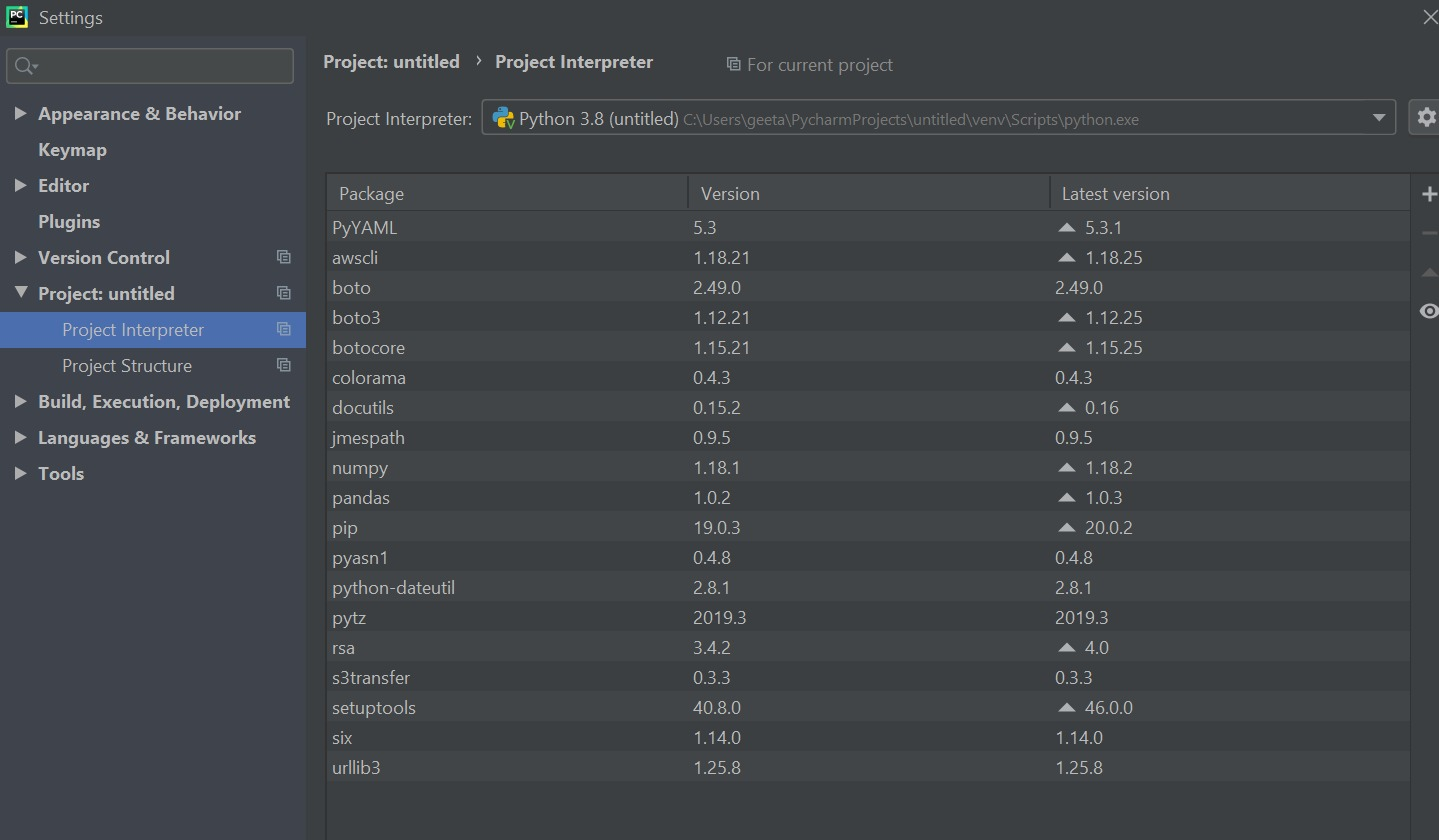 PC
Settings
Project: untitled › Project Interpreter For current project
Appearance & Behavior
Keymap
Editor
Plugins
Version Control
Project: untitled
Project Interpreter
Project Structure
Build, Execution, Deployment
Languages & Frameworks
Tools
Project Interpreter: Python 3.8 (untitled) C:\Users\geeta\PycharmProjects\untitled\venv\Scripts\python.exe
Package Version Latest version
PyYAML 5.3 5.3.1
awscli 1.18.21 1.18.25
boto 2.49.0 2.49.0
boto3 1.12.21 1.12.25
botocore 1.15.21 1.15.25
colorama 0.4.3 0.4.3
docutils 0.15.2 0.16
jmespath 0.9.5 0.9.5
numpy 1.18.1 1.18.2
pandas 1.0.2 1.0.3
pip 19.0.3 20.0.2
pyasn1 0.4.8 0.4.8
python-dateutil 2.8.1 2.8.1
pytz 2019.3 2019.3
rsa 3.4.2 4.0
s3transfer 0.3.3 0.3.3
setuptools 40.8.0 46.0.0
six 1.14.0 1.14.0
urllib3 1.25.8 1.25.8